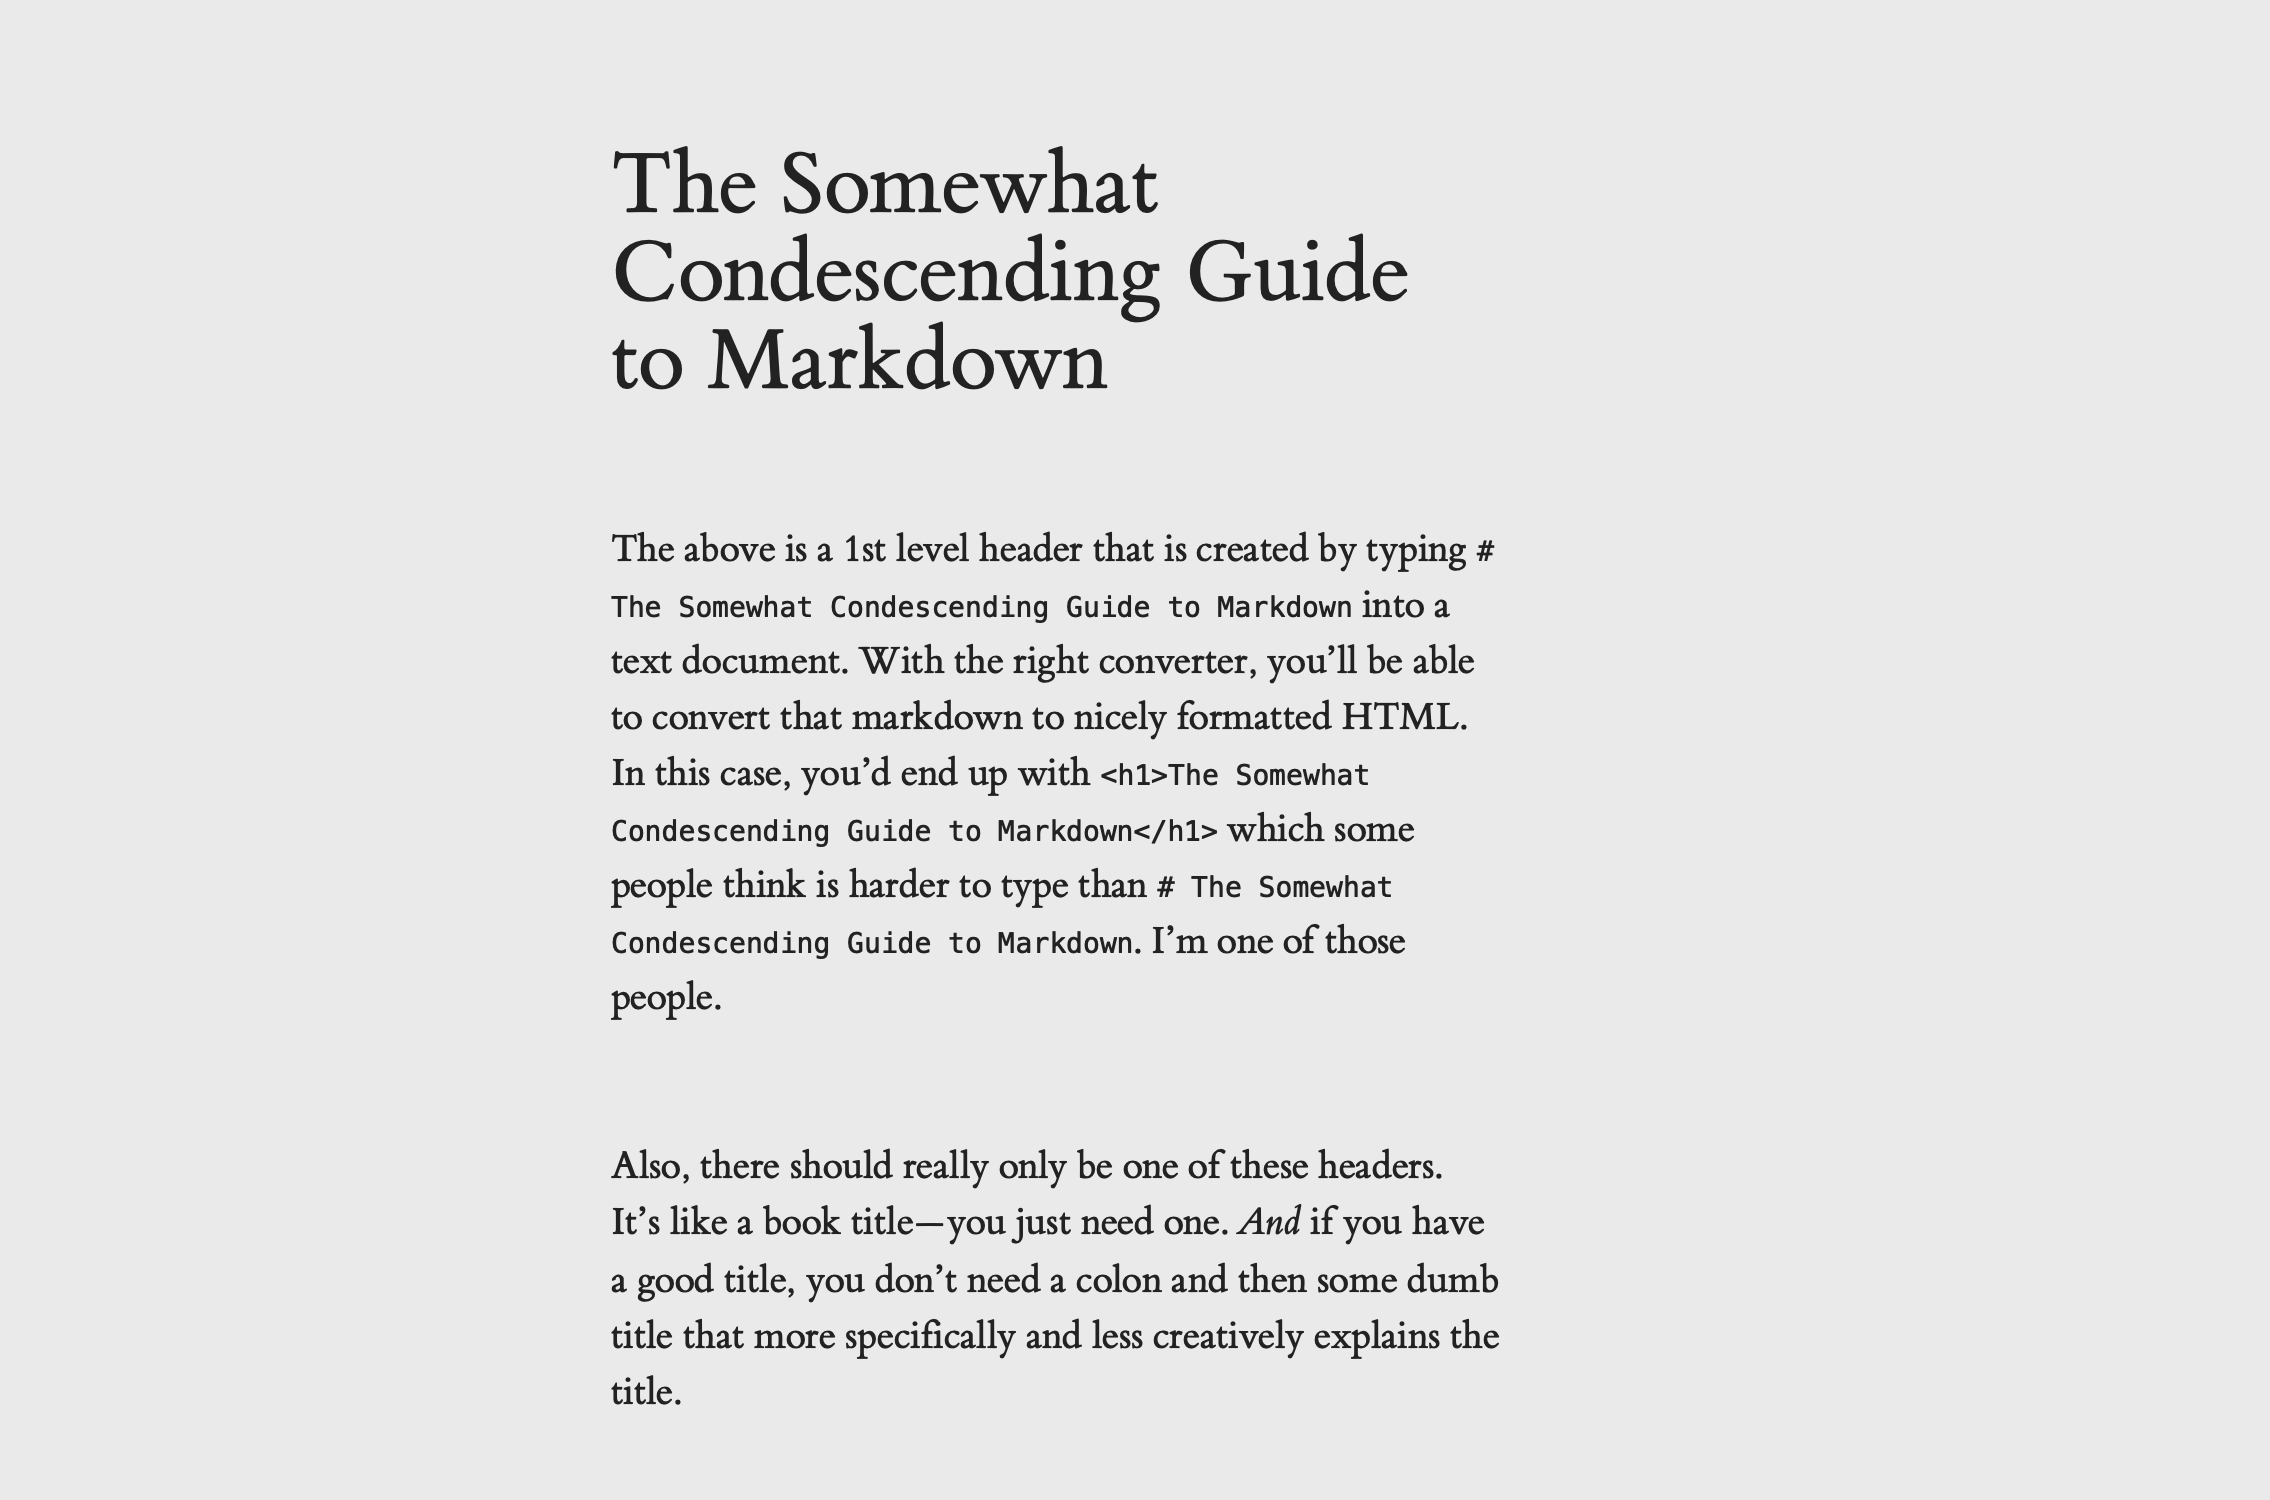 The Somewhat
Condescending Guide
to Markdown
The above is a 1st level header that is created by typing #
The Somewhat Condescending Guide to Markdown into a
text document. With the right converter, you’ll be able
to convert that markdown to nicely formatted HTML.
In this case, you’d end up with <h1>The Somewhat
Condescending Guide to Markdown</h1> which some
people think is harder to type than # The Somewhat
Condescending Guide to Markdown. I’m one of those
people.
Also, there should really only be one of these headers.
It’s like a book title—you just need one. And if you have
a good title, you don’t need a colon and then some dumb
title that more specifically and less creatively explains the
title.